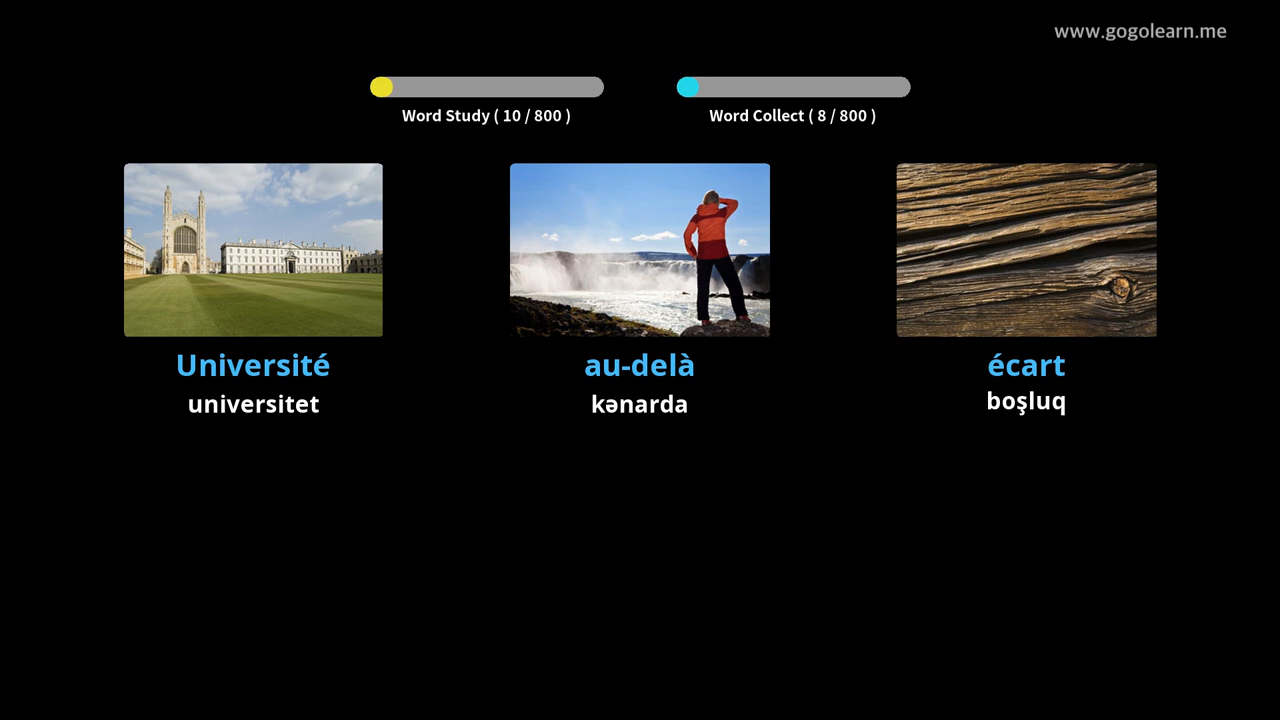 www.gogolearn.me
Word Study ( 10 / 800 )
Word Collect ( 8 / 800 )
Université
au-delà
écart
universitet
kənarda
boşluq